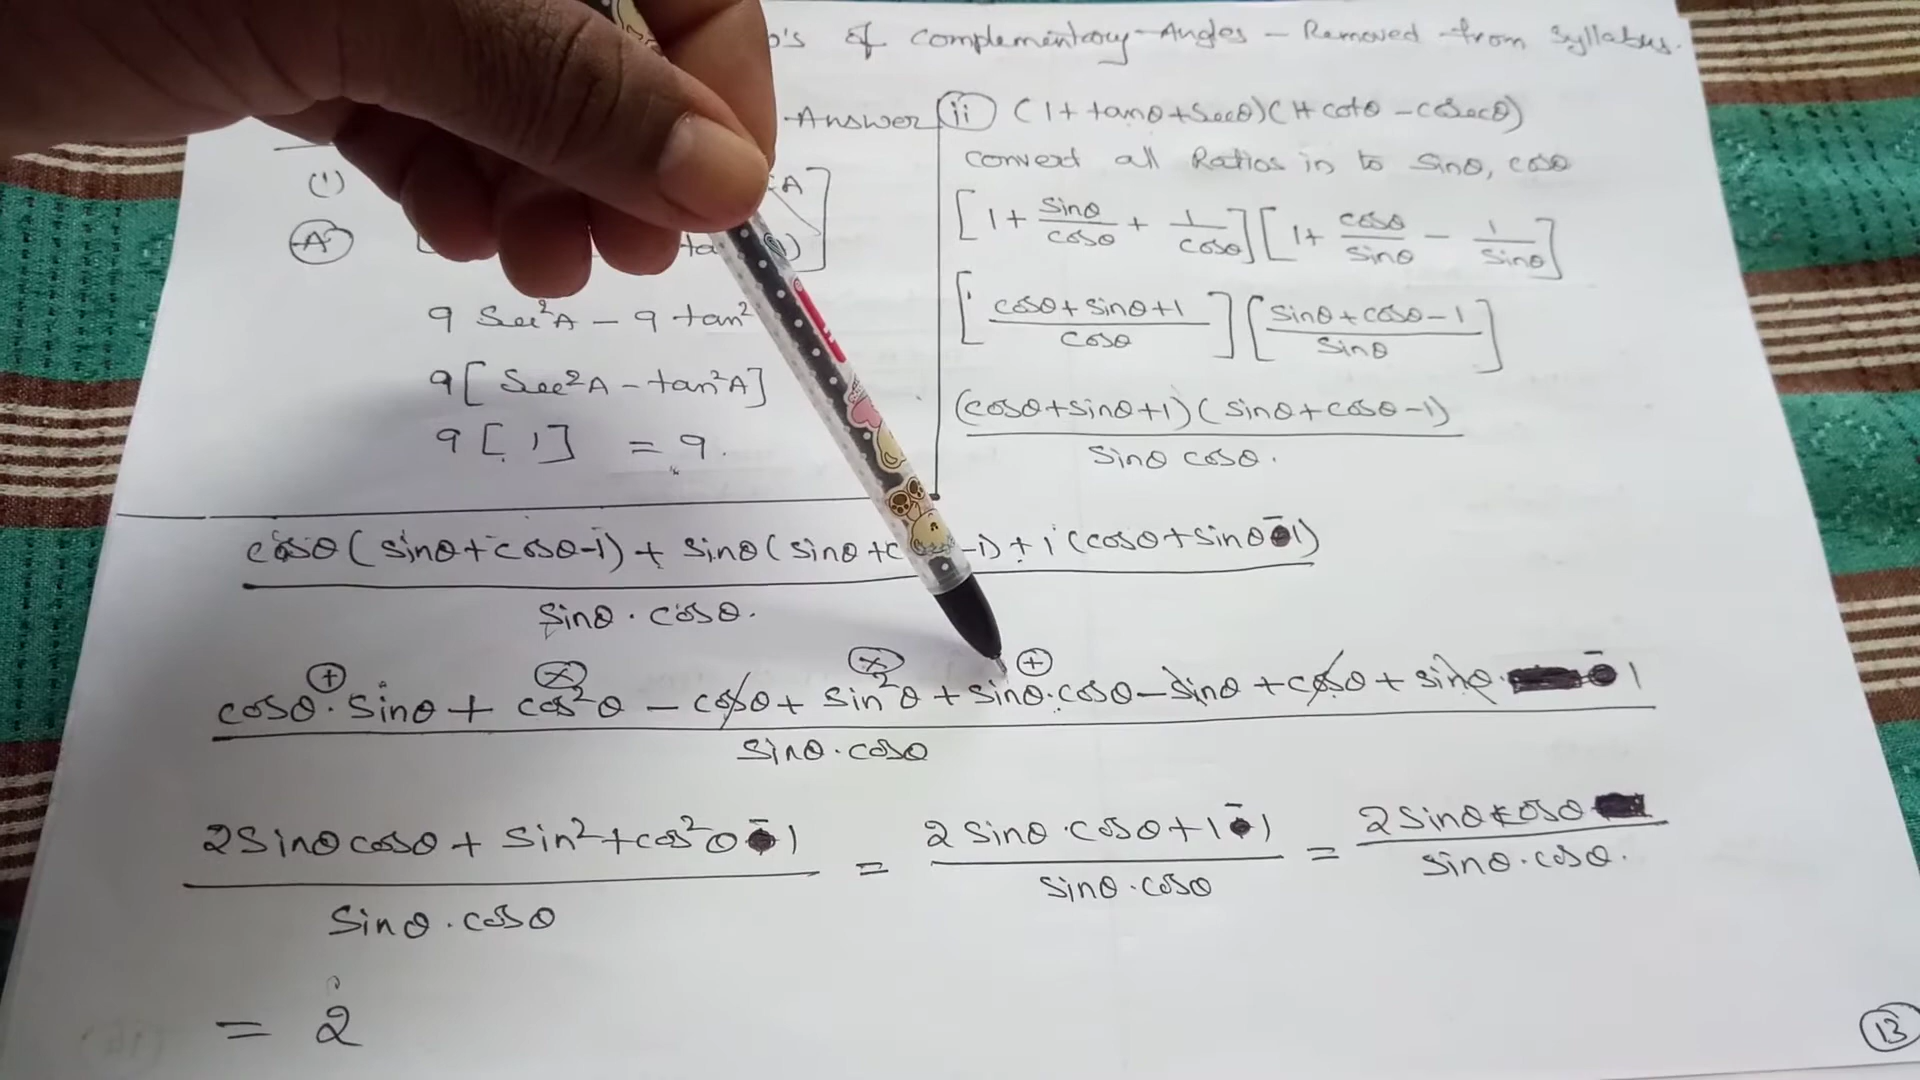 of complementary Angles - Removed from Syllabus.
Answer
(1)
A
9 Sec²A - 9 tan²
9[ Sec²A - tan²A]
9 [ 1 ] = 9.
(ii) (1+ tanθ+Secθ)(1+ cotθ - cosecθ)
convert all Ratios in to Sinθ, cosθ
[1 + Sinθ/cosθ + 1/cosθ] [1+ cosθ/sinθ - 1/sinθ]
[cosθ + sinθ+1 / cosθ] [sinθ+cosθ-1 / sinθ]
(cosθ+sinθ+1)(sinθ+cosθ-1)
sinθ cosθ.
cosθ(sinθ+cosθ-1) + sinθ(sinθ+c -1) + 1(cosθ+sinθ-1)
sinθ · cosθ.
cosθ · sinθ + cos²θ - cosθ + sin²θ + sinθ·cosθ - sinθ + cosθ + sinθ - 1
sinθ · cosθ
2sinθcosθ + sin²+cos²θ-1 / sinθ · cosθ = 2 sinθ · cosθ+1-1 / sinθ · cosθ = 2 sinθ cosθ / sinθ · cosθ.
= 2
13